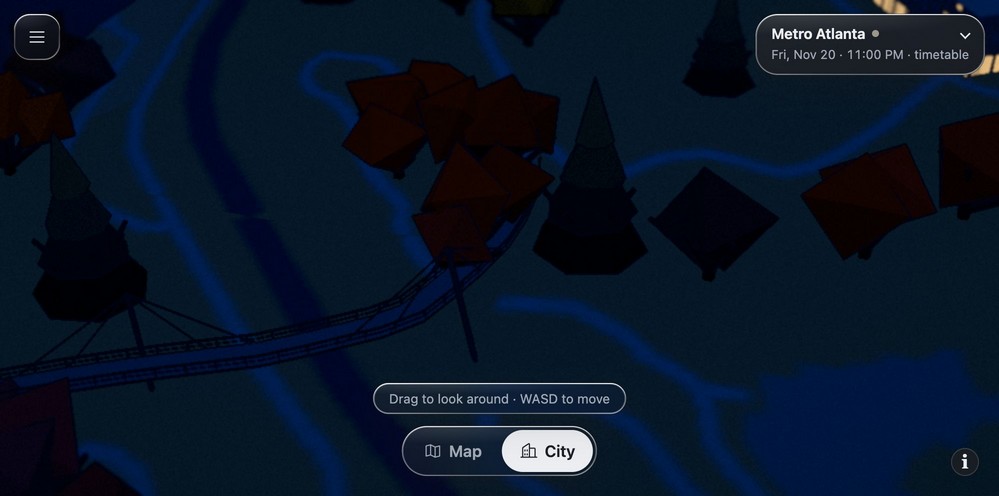 Metro Atlanta
Fri, Nov 20 · 11:00 PM · timetable
Drag to look around · WASD to move
Map
City
i